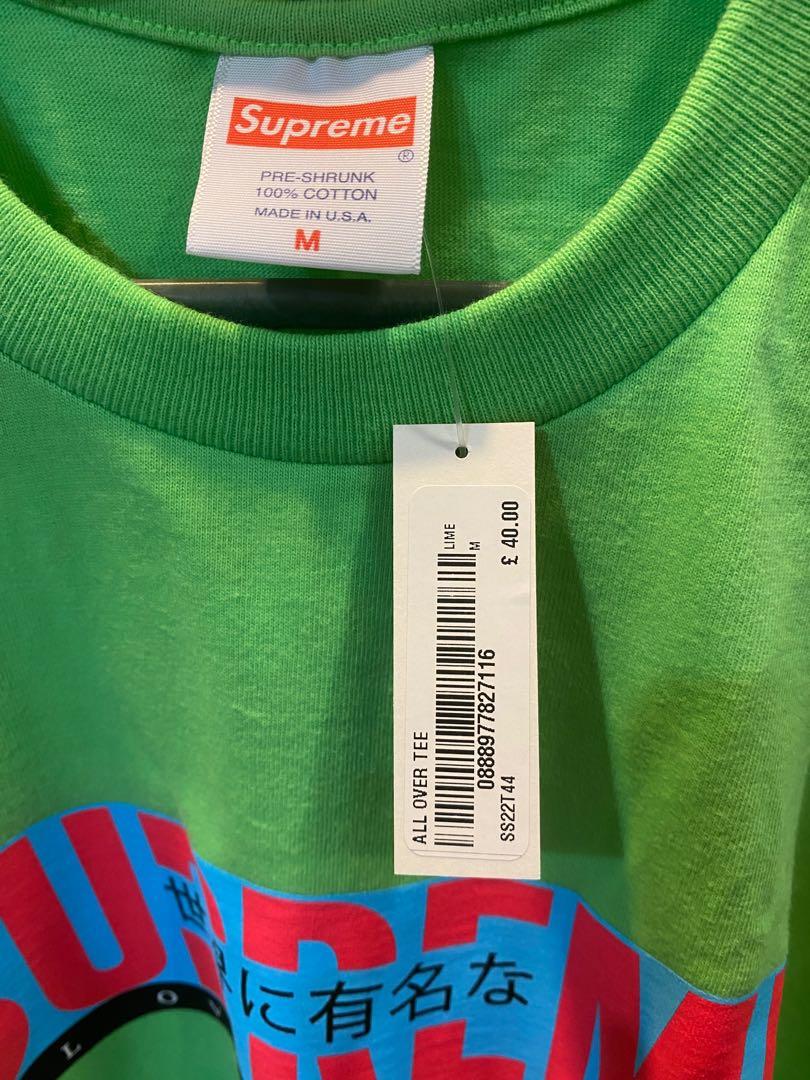 Supreme
®
PRE-SHRUNK
100% COTTON
MADE IN U.S.A.
M
ALL OVER TEE
LIME
M
0888977827116
SS22T44
£ 40.00
SUPREME
世界に有名な